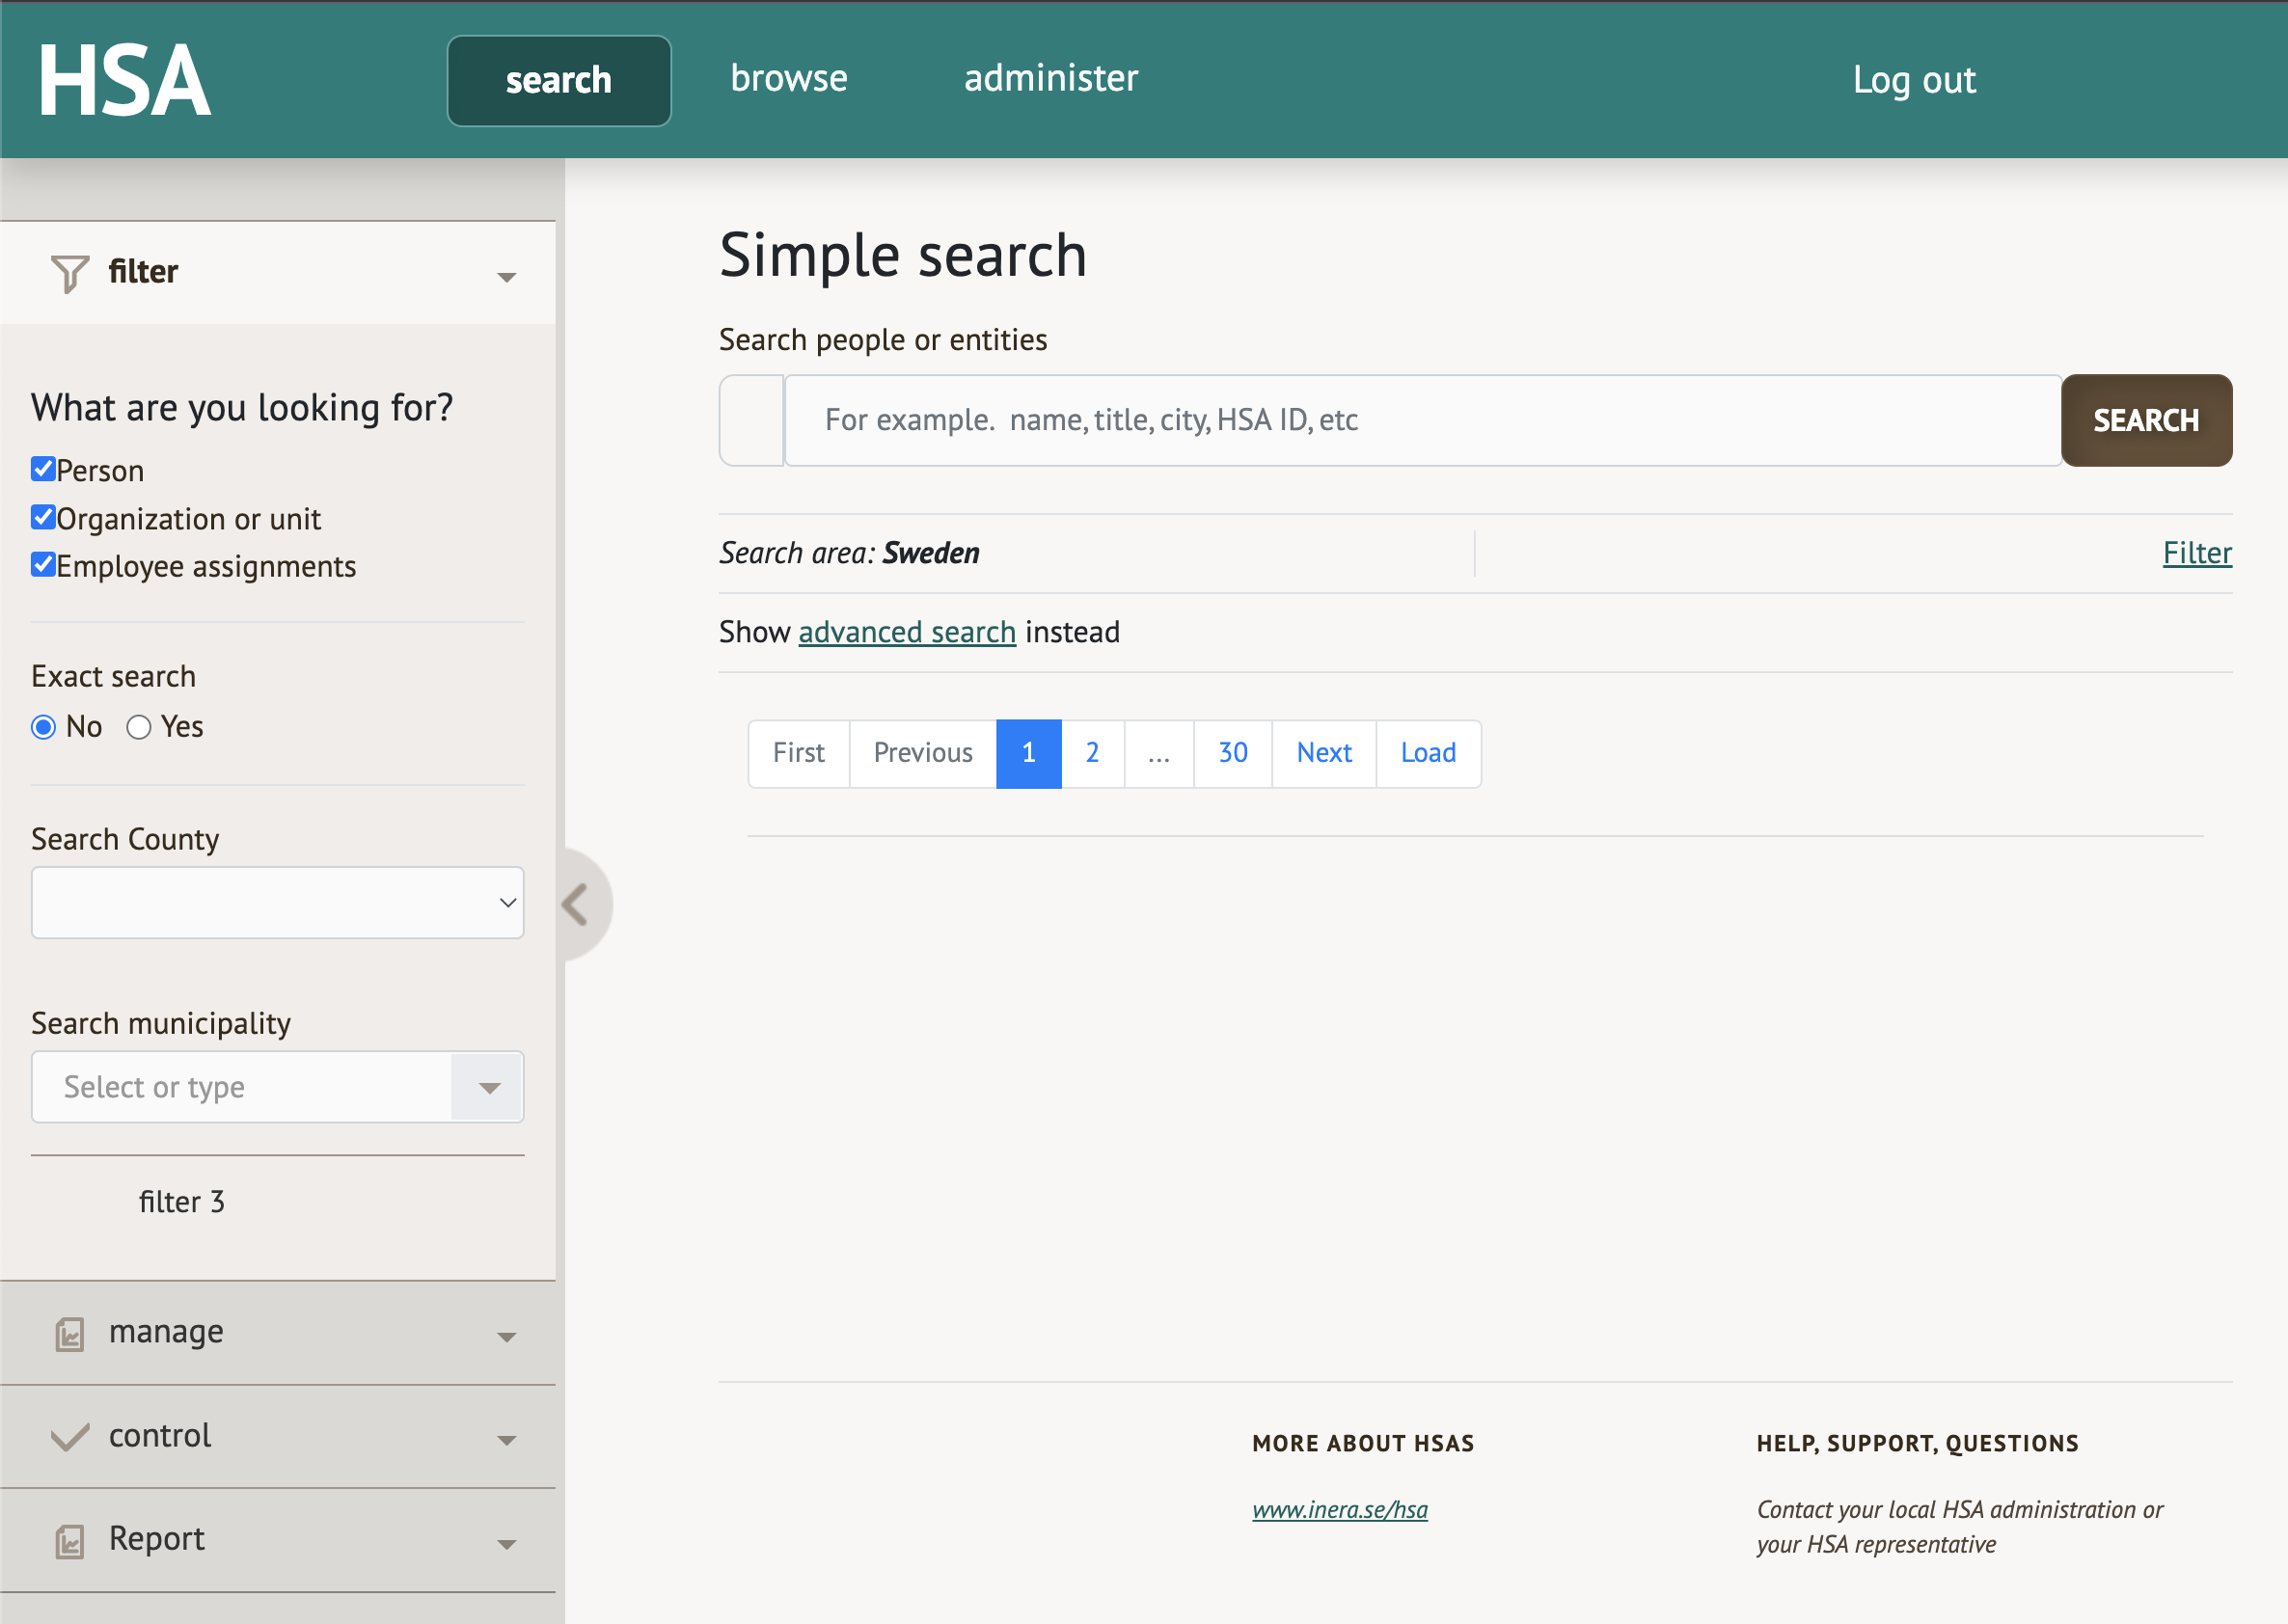 HSA
search
browse
administer
Log out
filter
What are you looking for?
Person
Organization or unit
Employee assignments
Exact search
No
Yes
Search County
Search municipality
Select or type
filter 3
manage
control
Report
Simple search
Search people or entities
For example.  name, title, city, HSA ID, etc
SEARCH
Search area: Sweden
Filter
Show advanced search instead
First Previous 1 2 ... 30 Next Load
MORE ABOUT HSAS
www.inera.se/hsa
HELP, SUPPORT, QUESTIONS
Contact your local HSA administration or
your HSA representative